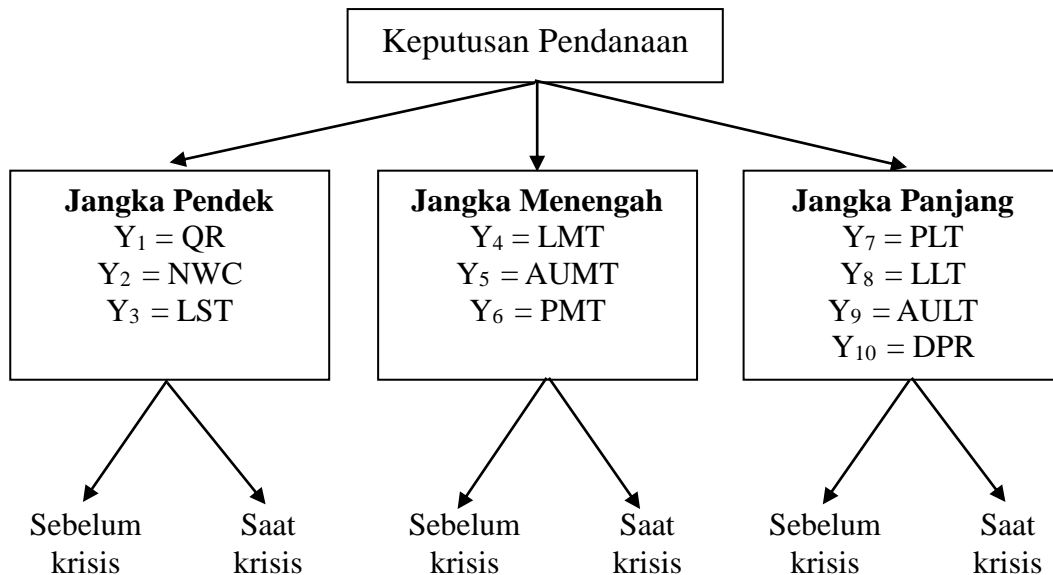 Keputusan Pendanaan
Jangka Pendek
Y₁ = QR
Y₂ = NWC
Y₃ = LST
Jangka Menengah
Y₄ = LMT
Y₅ = AUMT
Y₆ = PMT
Jangka Panjang
Y₇ = PLT
Y₈ = LLT
Y₉ = AULT
Y₁₀ = DPR
Sebelum
krisis
Saat
krisis
Sebelum
krisis
Saat
krisis
Sebelum
krisis
Saat
krisis